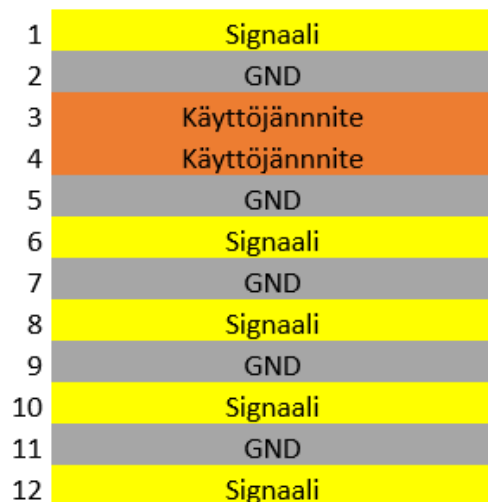 1 Signaali
2 GND
3 Käyttöjännnite
4 Käyttöjännnite
5 GND
6 Signaali
7 GND
8 Signaali
9 GND
10 Signaali
11 GND
12 Signaali